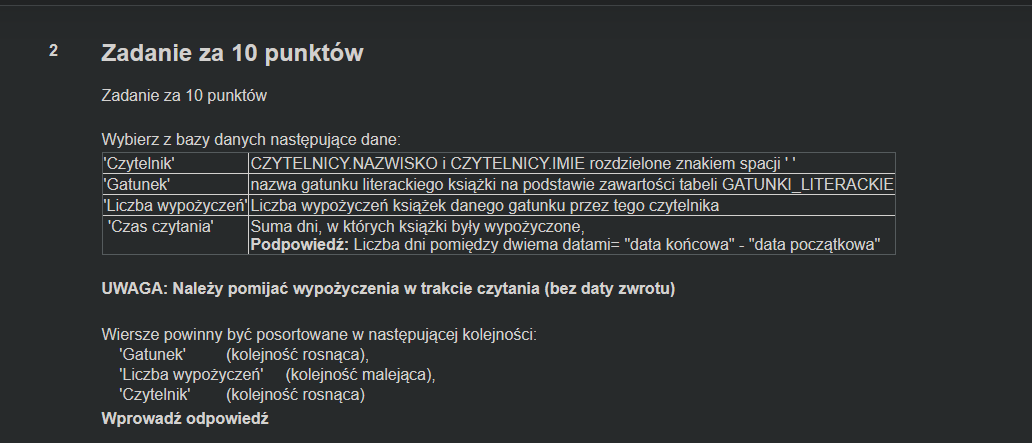 2 Zadanie za 10 punktów
Zadanie za 10 punktów
Wybierz z bazy danych następujące dane:
'Czytelnik' CZYTELNICY.NAZWISKO i CZYTELNICY.IMIE rozdzielone znakiem spacji ' '
'Gatunek' nazwa gatunku literackiego książki na podstawie zawartości tabeli GATUNKI_LITERACKIE
'Liczba wypożyczeń' Liczba wypożyczeń książek danego gatunku przez tego czytelnika
'Czas czytania' Suma dni, w których książki były wypożyczone,
Podpowiedź: Liczba dni pomiędzy dwiema datami= "data końcowa" - "data początkowa"
UWAGA: Należy pomijać wypożyczenia w trakcie czytania (bez daty zwrotu)
Wiersze powinny być posortowane w następującej kolejności:
'Gatunek' (kolejność rosnąca),
'Liczba wypożyczeń' (kolejność malejąca),
'Czytelnik' (kolejność rosnąca)
Wprowadź odpowiedź